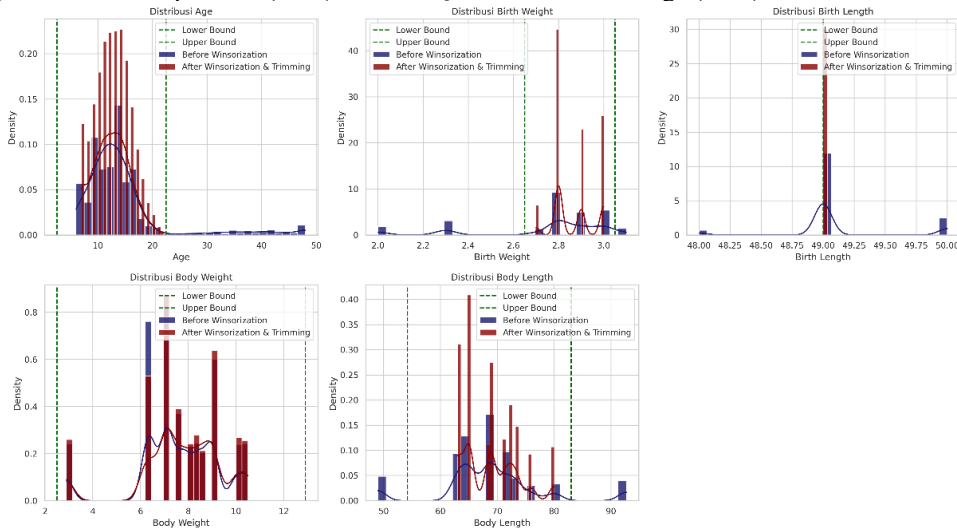 Distribusi Age
Lower Bound
Upper Bound
Before Winsorization
After Winsorization & Trimming
Density
0.20
0.15
0.10
0.05
0.00
10
20
30
40
50
Age
Distribusi Birth Weight
Lower Bound
Upper Bound
Before Winsorization
After Winsorization & Trimming
Density
40
30
20
10
0
2.0
2.2
2.4
2.6
2.8
3.0
Birth Weight
Distribusi Birth Length
Lower Bound
Upper Bound
Before Winsorization
After Winsorization & Trimming
Density
30
25
20
15
10
5
0
48.00
48.25
48.50
48.75
49.00
49.25
49.50
49.75
50.00
Birth Length
Distribusi Body Weight
Lower Bound
Upper Bound
Before Winsorization
After Winsorization & Trimming
Density
0.8
0.6
0.4
0.2
0.0
2
4
6
8
10
12
Body Weight
Distribusi Body Length
Lower Bound
Upper Bound
Before Winsorization
After Winsorization & Trimming
Density
0.40
0.35
0.30
0.25
0.20
0.15
0.10
0.05
0.00
50
60
70
80
90
Body Length